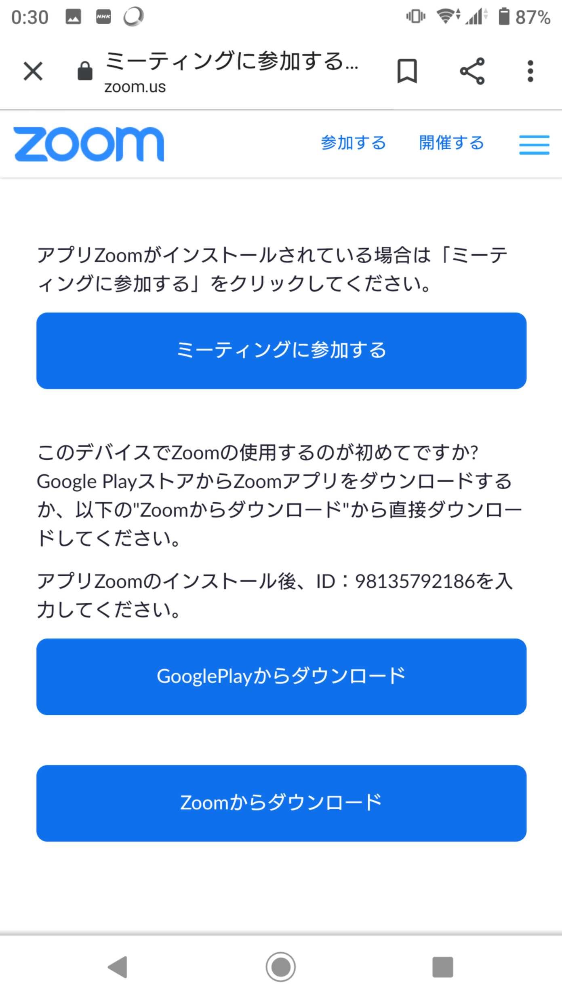 0:30
NHK
87%
ミーティングに参加する...
zoom.us
zoom
参加する
開催する
アプリZoomがインストールされている場合は「ミーテ
ィングに参加する」をクリックしてください。
ミーティングに参加する
このデバイスでZoomの使用するのが初めてですか?
Google PlayストアからZoomアプリをダウンロードする
か、以下の"Zoomからダウンロード"から直接ダウンロー
ドしてください。
アプリZoomのインストール後、ID：98135792186を入
力してください。
GooglePlayからダウンロード
Zoomからダウンロード